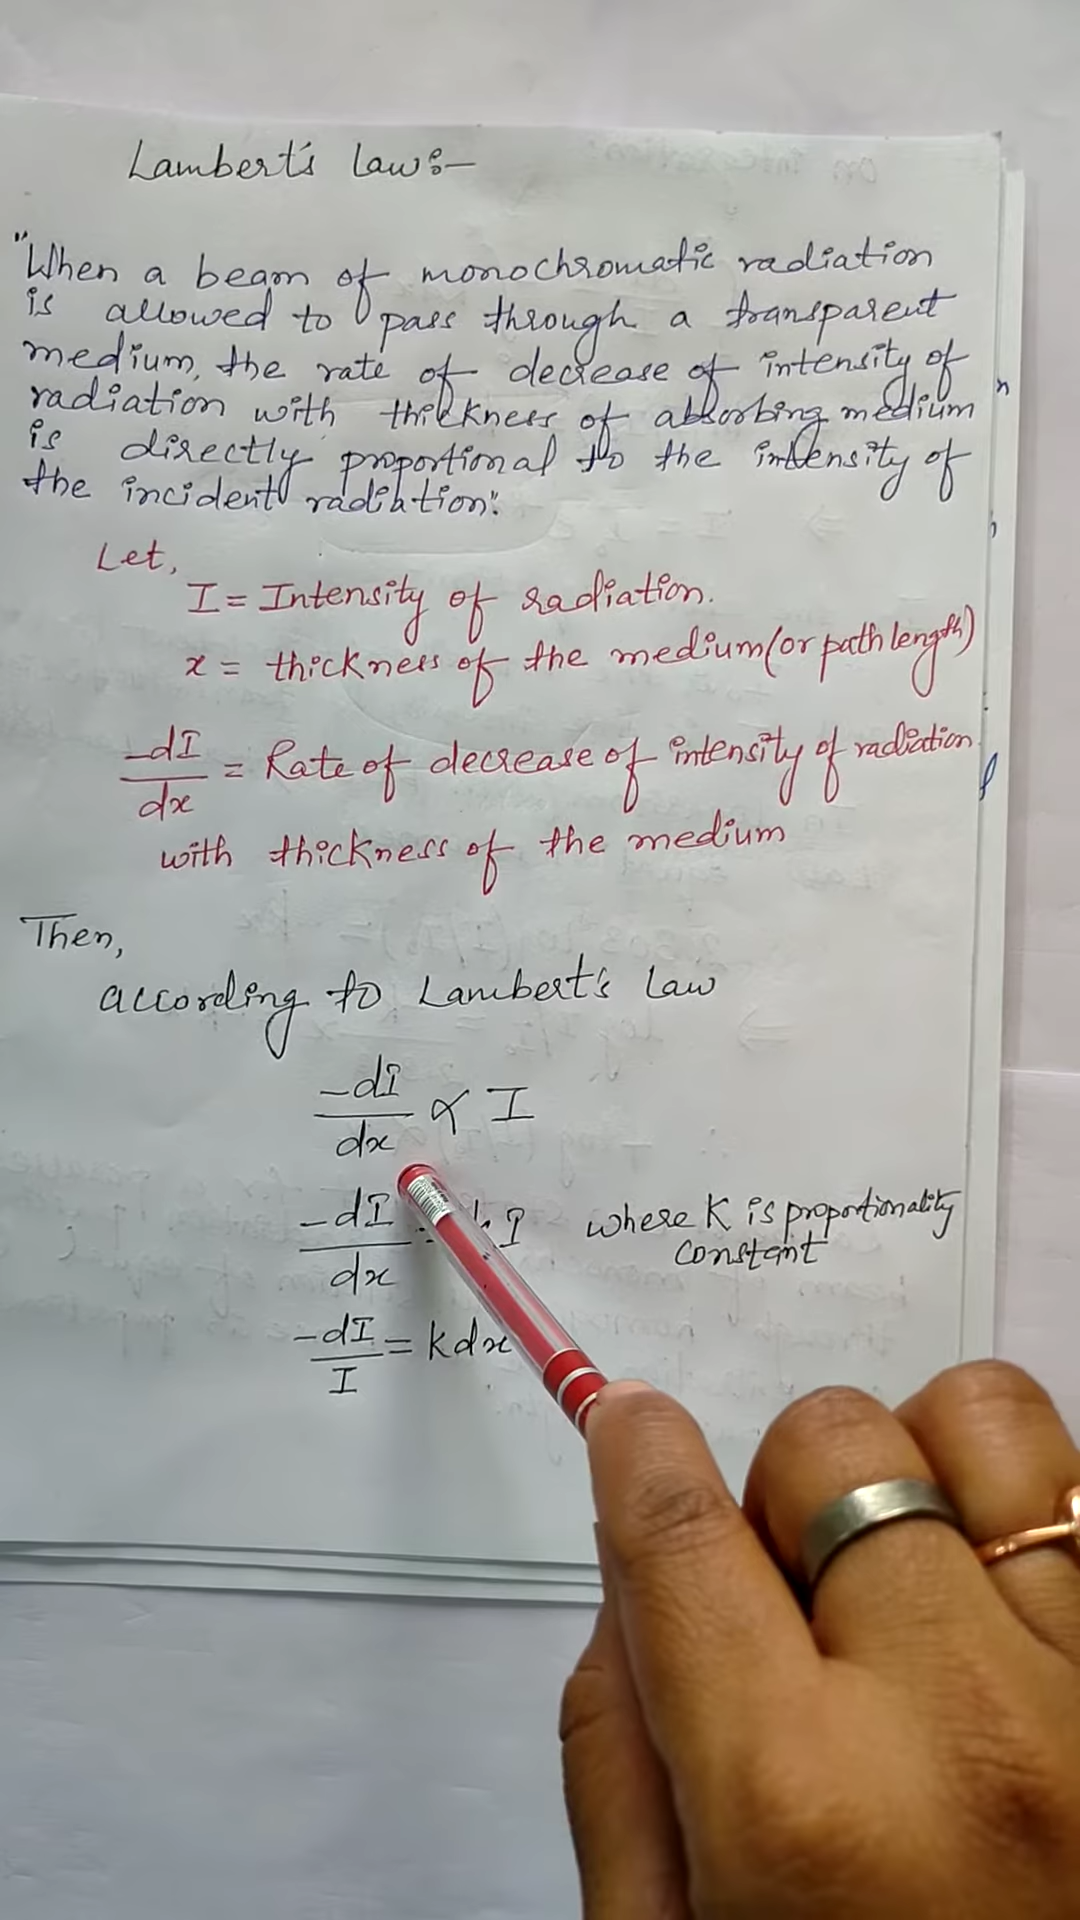 Lambert's law:-
"When a beam of monochromatic radiation
is allowed to pass through a transparent
medium, the rate of decrease of intensity of
radiation with thickness of absorbing medium
is directly proportional to the intensity of
the incident radiation".
Let,
I = Intensity of radiation.
x = thickness of the medium (or path length)
-dI/dx = Rate of decrease of intensity of radiation
with thickness of the medium
Then,
according to Lambert's law
-dI/dx ∝ I
-dI/dx I where K is proportionality
constant
-dI/I = Kdx